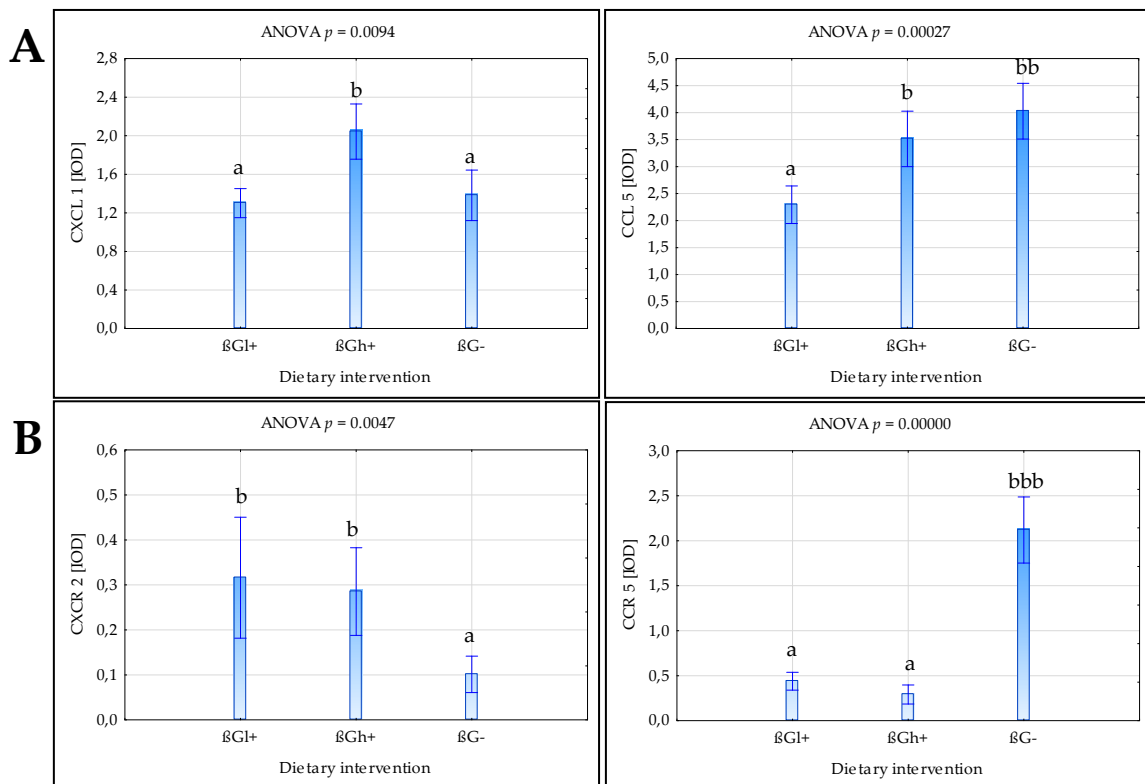 A
ANOVA p = 0.0094
CXCL 1 [IOD]
2,8
2,4
2,0
1,6
1,2
0,8
0,4
0,0
a
b
a
ßGl+ ßGh+ ßG-
Dietary intervention
ANOVA p = 0.00027
CCL 5 [IOD]
5,0
4,5
4,0
3,5
3,0
2,5
2,0
1,5
1,0
0,5
0,0
a
b
bb
ßGl+ ßGh+ ßG-
Dietary intervention
B
ANOVA p = 0.0047
CXCR 2 [IOD]
0,6
0,5
0,4
0,3
0,2
0,1
0,0
b
b
a
ßGl+ ßGh+ ßG-
Dietary intervention
ANOVA p = 0.00000
CCR 5 [IOD]
3,0
2,5
2,0
1,5
1,0
0,5
0,0
a
a
bbb
ßGl+ ßGh+ ßG-
Dietary intervention